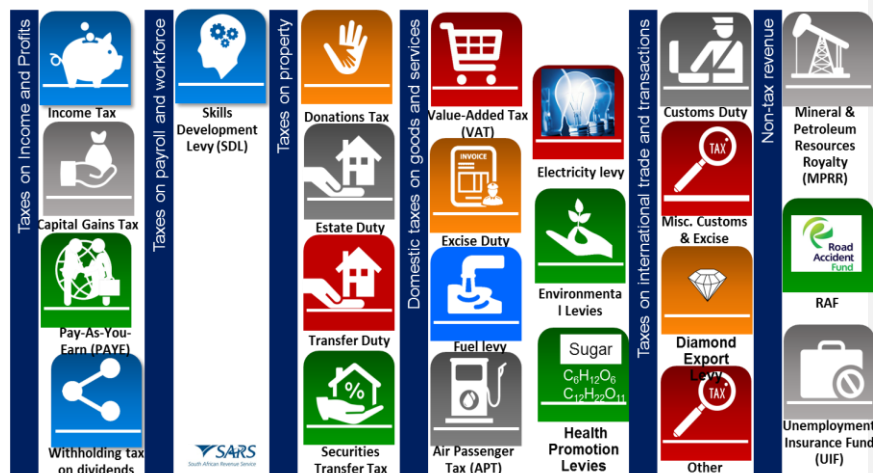 Taxes on Income and Profits
Income Tax
Capital Gains Tax
Pay-As-You-
Earn (PAYE)
Withholding tax
on dividends
Taxes on payroll and workforce
Skills
Development
Levy (SDL)
SARS
South African Revenue Service
Taxes on property
Donations Tax
Estate Duty
Transfer Duty
%
Securities
Transfer Tax
Domestic taxes on goods and services
Value-Added Tax
(VAT)
INVOICE
Excise Duty
Fuel levy
Air Passenger
Tax (APT)
Electricity levy
Environmenta
l Levies
Sugar
C6H12O6
C12H22O11
Health
Promotion
Levies
Taxes on international trade and transactions
Customs Duty
TAX
Misc. Customs
& Excise
Diamond
Export
Levy
TAX
Other
Non-tax revenue
Mineral &
Petroleum
Resources
Royalty
(MPRR)
Road
Accident
Fund
RAF
Unemployment
Insurance Fund
(UIF)